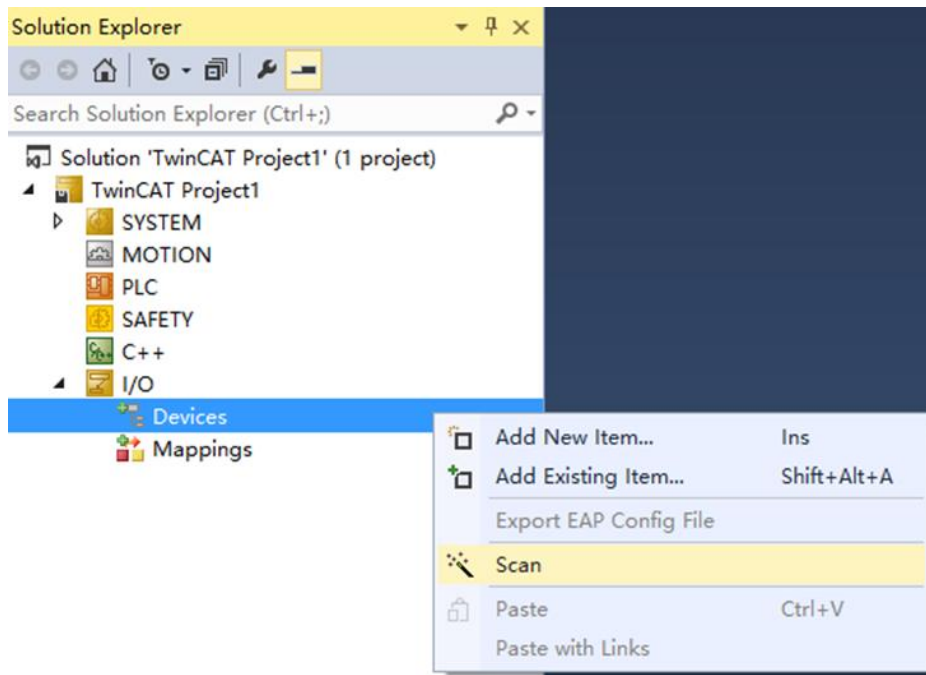 Solution Explorer
Search Solution Explorer (Ctrl+;)
Solution 'TwinCAT Project1' (1 project)
TwinCAT Project1
SYSTEM
MOTION
PLC
SAFETY
C++
I/O
Devices
Mappings
Add New Item... Ins
Add Existing Item... Shift+Alt+A
Export EAP Config File
Scan
Paste Ctrl+V
Paste with Links